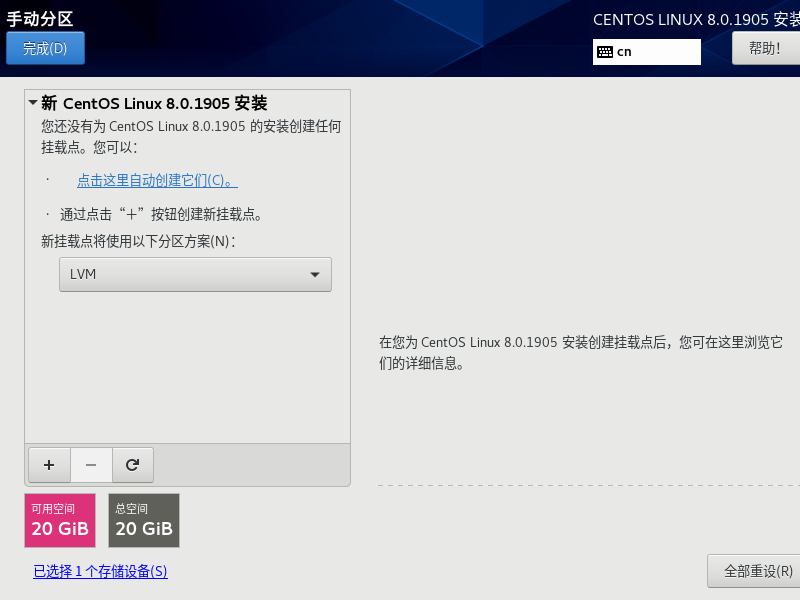 手动分区
CENTOS LINUX 8.0.1905 安装
完成(D)
cn
帮助!
新 CentOS Linux 8.0.1905 安装
您还没有为 CentOS Linux 8.0.1905 的安装创建任何
挂载点。您可以：
· 点击这里自动创建它们(C)。
· 通过点击“＋”按钮创建新挂载点。
新挂载点将使用以下分区方案(N)：
LVM
在您为 CentOS Linux 8.0.1905 安装创建挂载点后，您可在这里浏览它
们的详细信息。
可用空间
20 GiB
总空间
20 GiB
已选择 1 个存储设备(S)
全部重设(R)